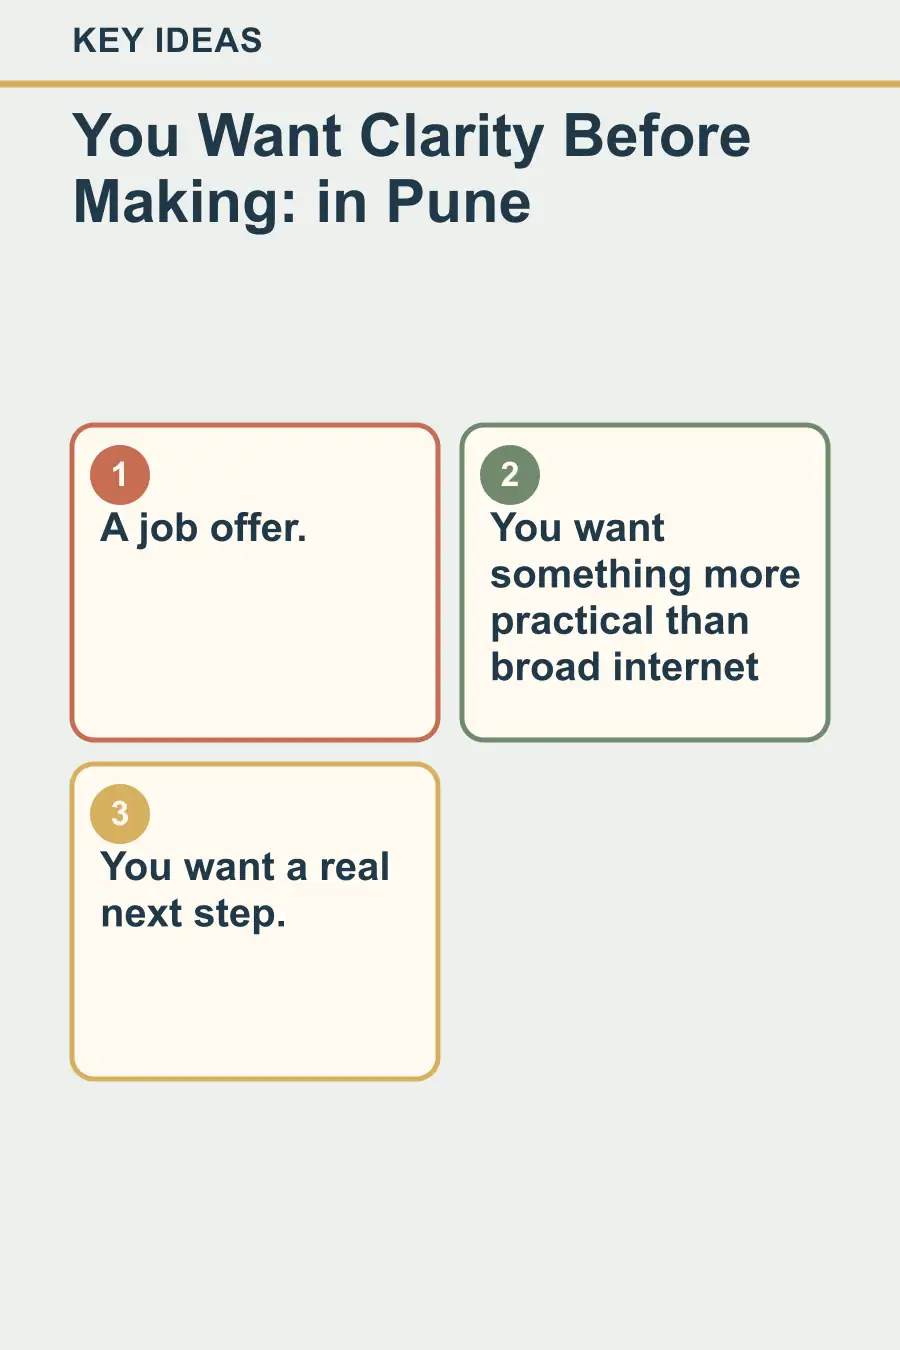 KEY IDEAS
You Want Clarity Before
Making: in Pune
1
A job offer.
2
You want
something more
practical than
broad internet
3
You want a real
next step.